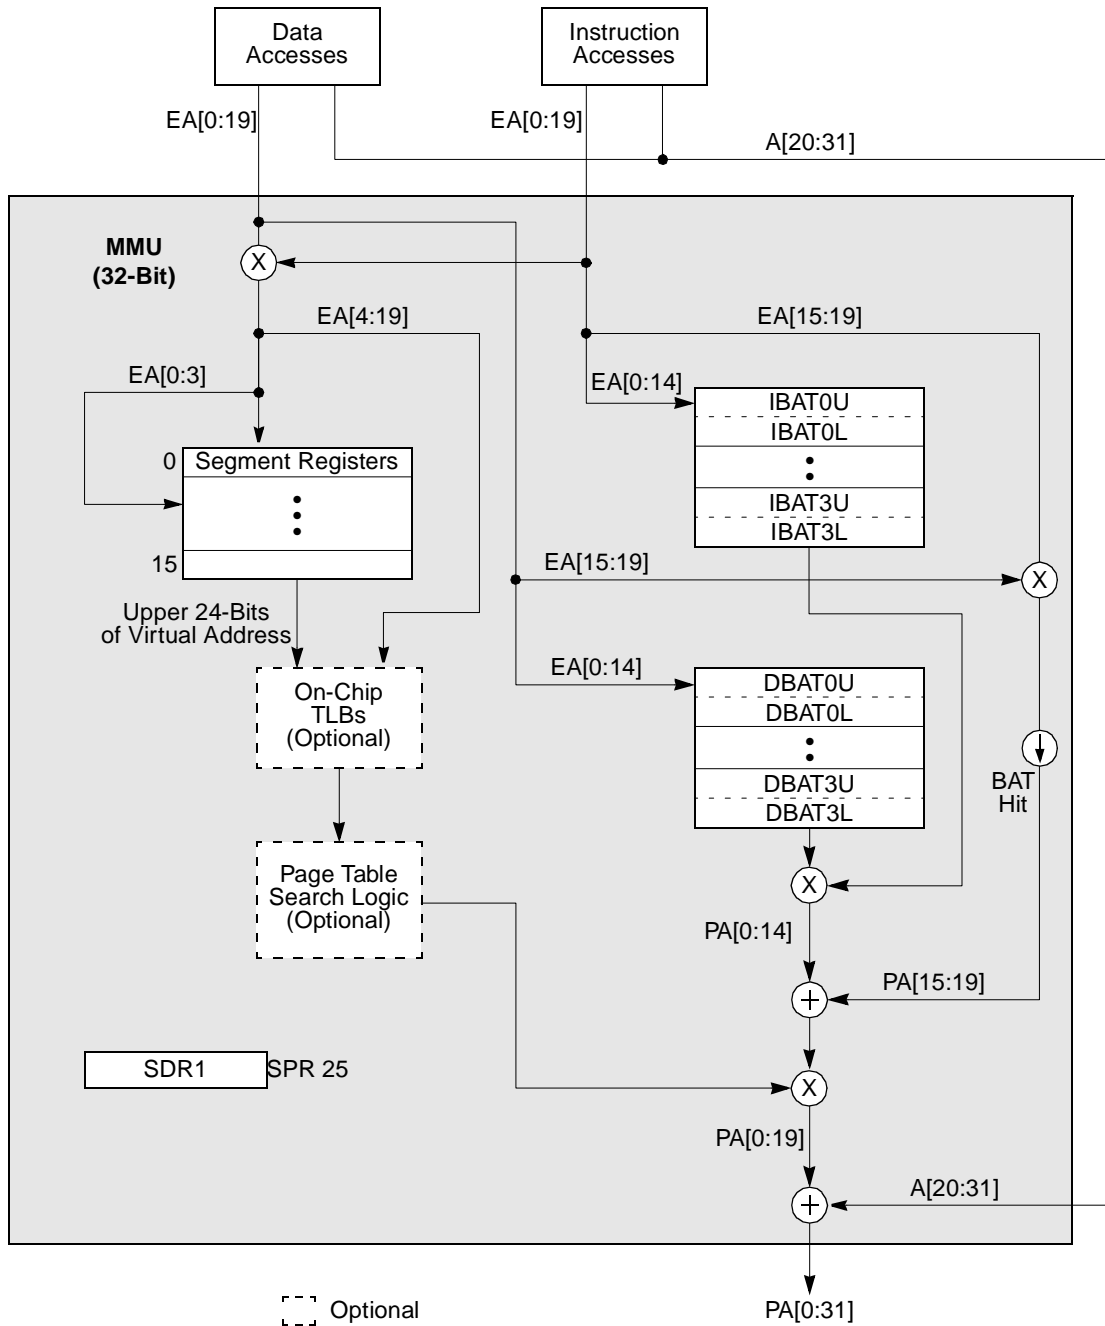 Data
Accesses
Instruction
Accesses
EA[0:19]
EA[0:19]
A[20:31]
MMU
(32-Bit)
X
EA[4:19]
EA[15:19]
EA[0:3]
EA[0:14]
IBAT0U
IBAT0L
IBAT3U
IBAT3L
0
Segment Registers
15
EA[15:19]
X
Upper 24-Bits
of Virtual Address
EA[0:14]
On-Chip
TLBs
(Optional)
DBAT0U
DBAT0L
DBAT3U
DBAT3L
BAT
Hit
Page Table
Search Logic
(Optional)
X
PA[0:14]
PA[15:19]
+
SDR1
SPR 25
X
PA[0:19]
A[20:31]
+
Optional
PA[0:31]